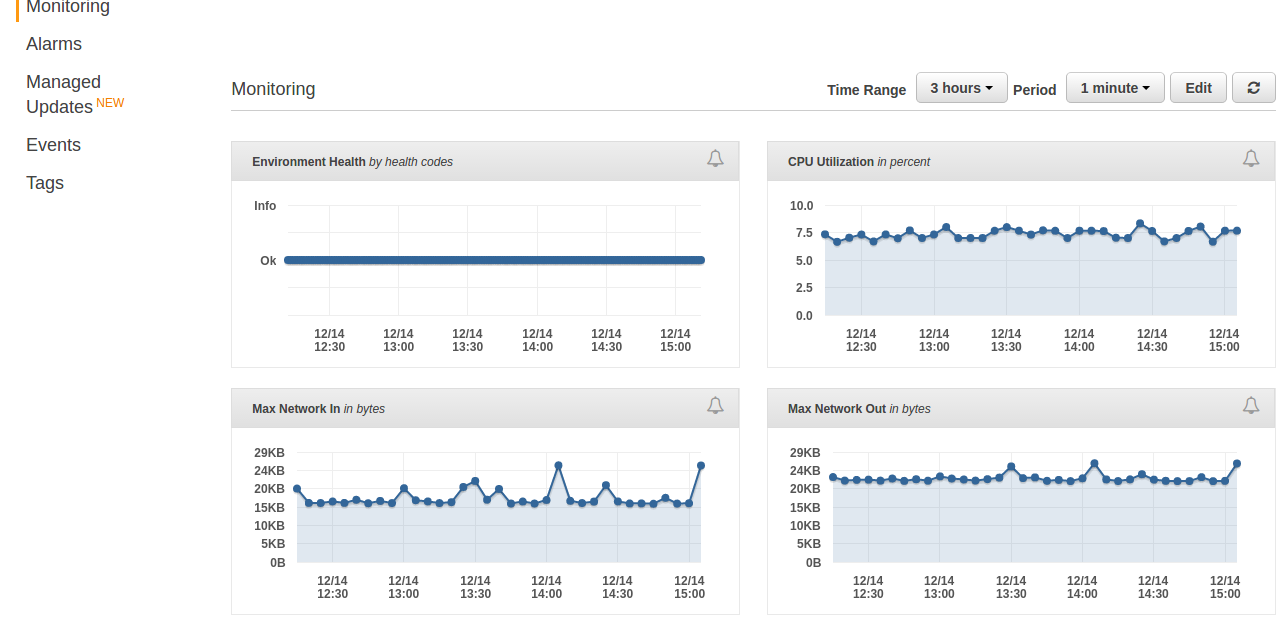 Monitoring
Alarms
Managed
Updates NEW
Events
Tags
Monitoring
Time Range 3 hours Period 1 minute Edit
Environment Health by health codes
Info
Ok
12/14 12/14 12/14 12/14 12/14 12/14
12:30 13:00 13:30 14:00 14:30 15:00
CPU Utilization in percent
10.0
7.5
5.0
2.5
0.0
12/14 12/14 12/14 12/14 12/14 12/14
12:30 13:00 13:30 14:00 14:30 15:00
Max Network In in bytes
29KB
24KB
20KB
15KB
10KB
5KB
0B
12/14 12/14 12/14 12/14 12/14 12/14
12:30 13:00 13:30 14:00 14:30 15:00
Max Network Out in bytes
29KB
24KB
20KB
15KB
10KB
5KB
0B
12/14 12/14 12/14 12/14 12/14 12/14
12:30 13:00 13:30 14:00 14:30 15:00